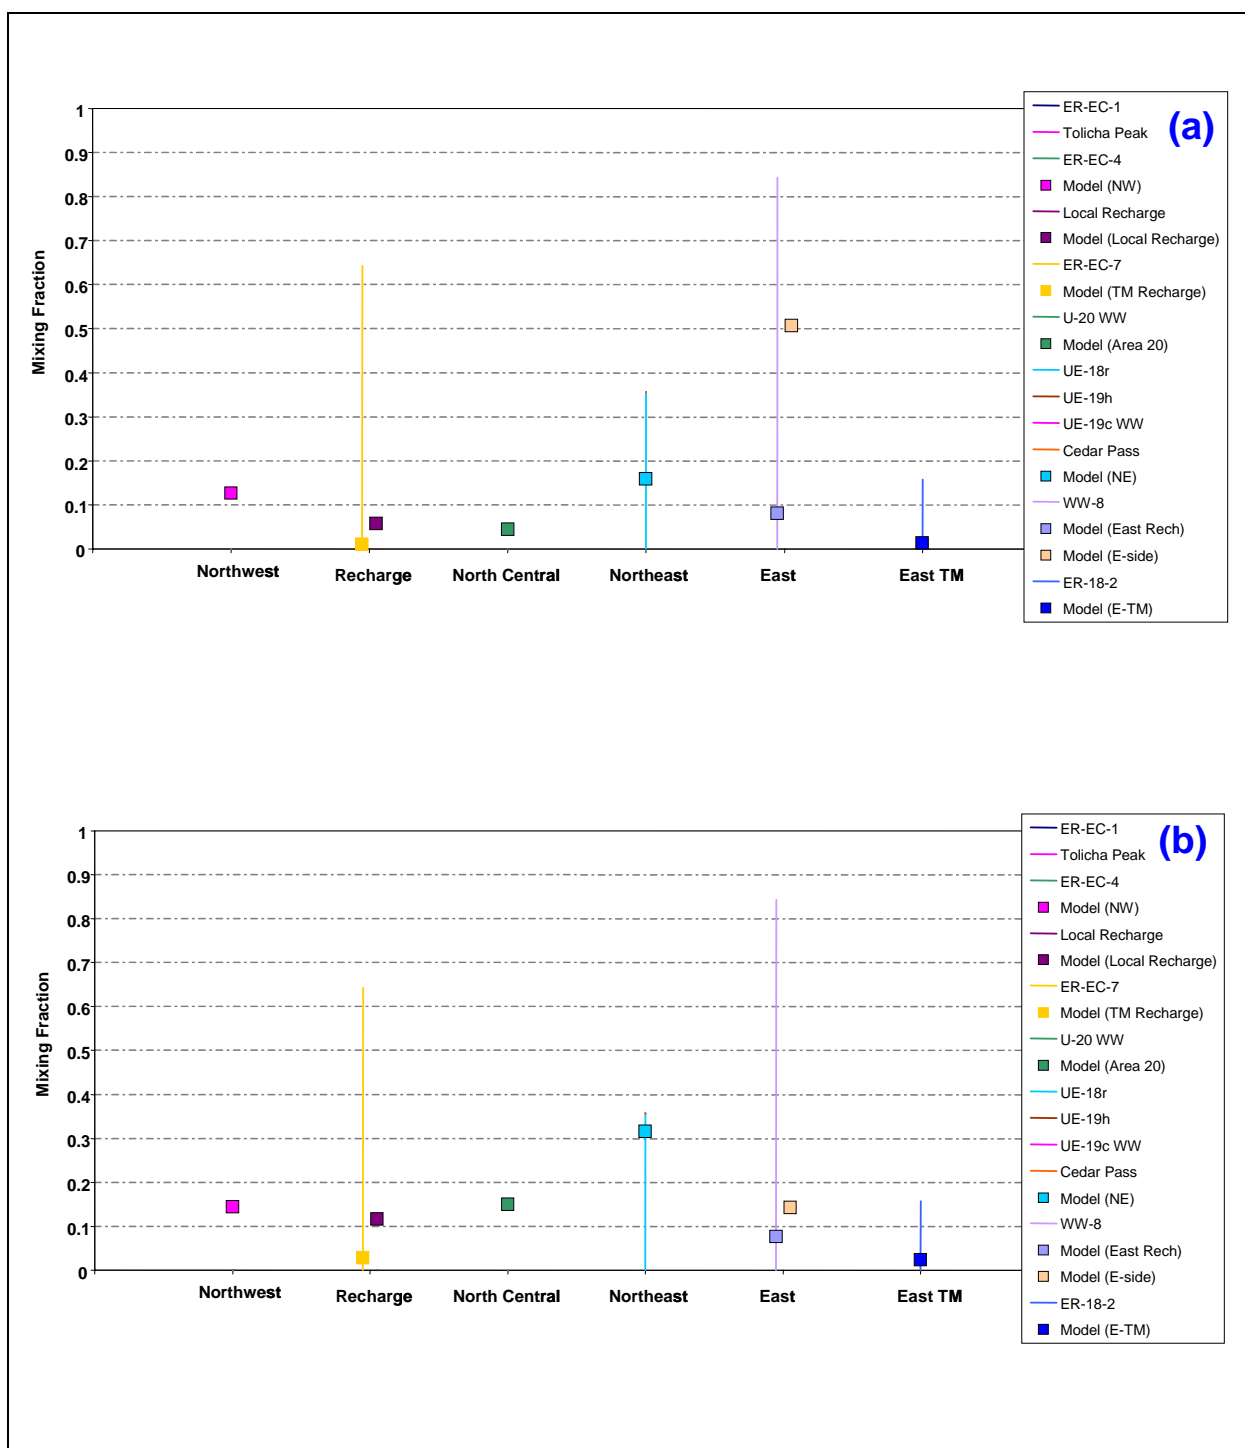 (a)
Mixing Fraction
1
0.9
0.8
0.7
0.6
0.5
0.4
0.3
0.2
0.1
0
Northwest
Recharge
North Central
Northeast
East
East TM
ER-EC-1
Tolicha Peak
ER-EC-4
Model (NW)
Local Recharge
Model (Local Recharge)
ER-EC-7
Model (TM Recharge)
U-20 WW
Model (Area 20)
UE-18r
UE-19h
UE-19c WW
Cedar Pass
Model (NE)
WW-8
Model (East Rech)
Model (E-side)
ER-18-2
Model (E-TM)
(b)
Mixing Fraction
1
0.9
0.8
0.7
0.6
0.5
0.4
0.3
0.2
0.1
0
Northwest
Recharge
North Central
Northeast
East
East TM
ER-EC-1
Tolicha Peak
ER-EC-4
Model (NW)
Local Recharge
Model (Local Recharge)
ER-EC-7
Model (TM Recharge)
U-20 WW
Model (Area 20)
UE-18r
UE-19h
UE-19c WW
Cedar Pass
Model (NE)
WW-8
Model (East Rech)
Model (E-side)
ER-18-2
Model (E-TM)